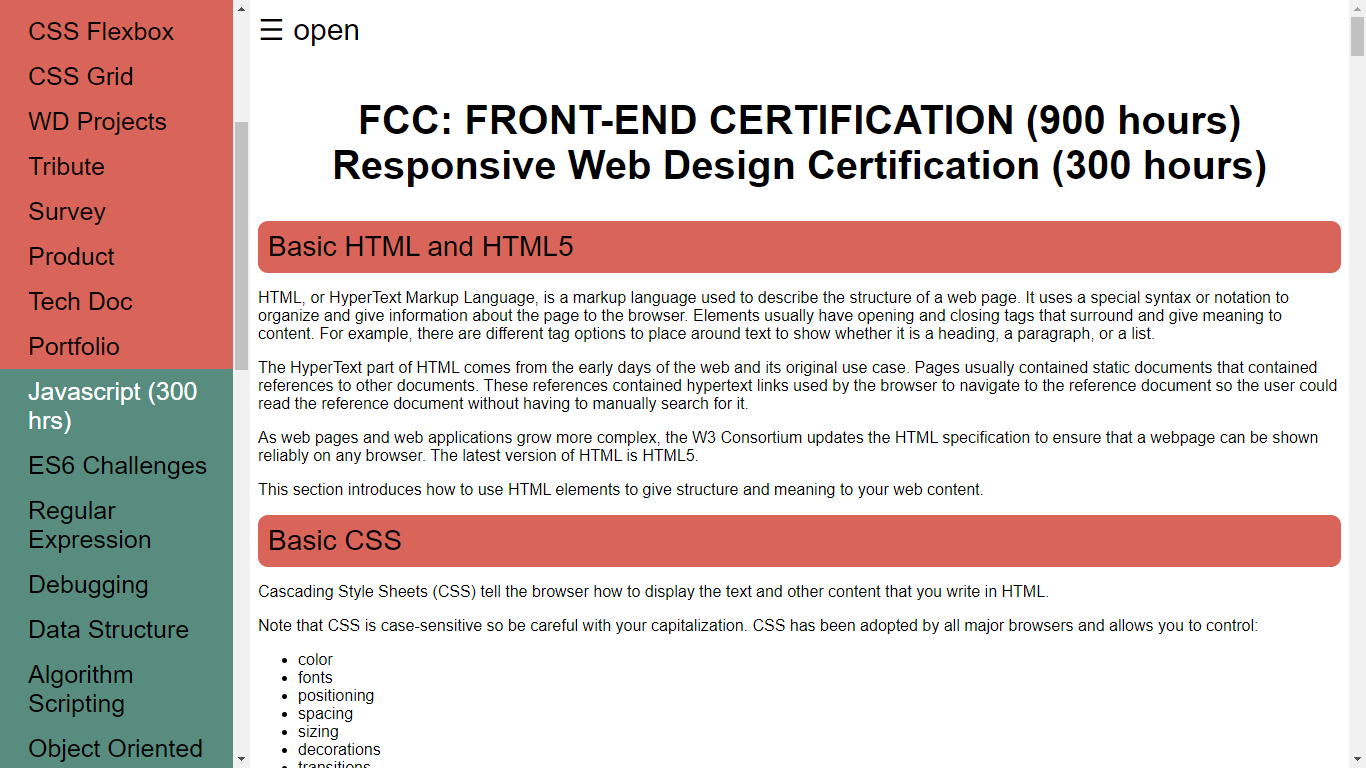 CSS Flexbox
CSS Grid
WD Projects
Tribute
Survey
Product
Tech Doc
Portfolio
Javascript (300
hrs)
ES6 Challenges
Regular
Expression
Debugging
Data Structure
Algorithm
Scripting
Object Oriented
☰ open
FCC: FRONT-END CERTIFICATION (900 hours)
Responsive Web Design Certification (300 hours)
Basic HTML and HTML5
HTML, or HyperText Markup Language, is a markup language used to describe the structure of a web page. It uses a special syntax or notation to
organize and give information about the page to the browser. Elements usually have opening and closing tags that surround and give meaning to
content. For example, there are different tag options to place around text to show whether it is a heading, a paragraph, or a list.
The HyperText part of HTML comes from the early days of the web and its original use case. Pages usually contained static documents that contained
references to other documents. These references contained hypertext links used by the browser to navigate to the reference document so the user could
read the reference document without having to manually search for it.
As web pages and web applications grow more complex, the W3 Consortium updates the HTML specification to ensure that a webpage can be shown
reliably on any browser. The latest version of HTML is HTML5.
This section introduces how to use HTML elements to give structure and meaning to your web content.
Basic CSS
Cascading Style Sheets (CSS) tell the browser how to display the text and other content that you write in HTML.
Note that CSS is case-sensitive so be careful with your capitalization. CSS has been adopted by all major browsers and allows you to control:
• color
• fonts
• positioning
• spacing
• sizing
• decorations
• transitions